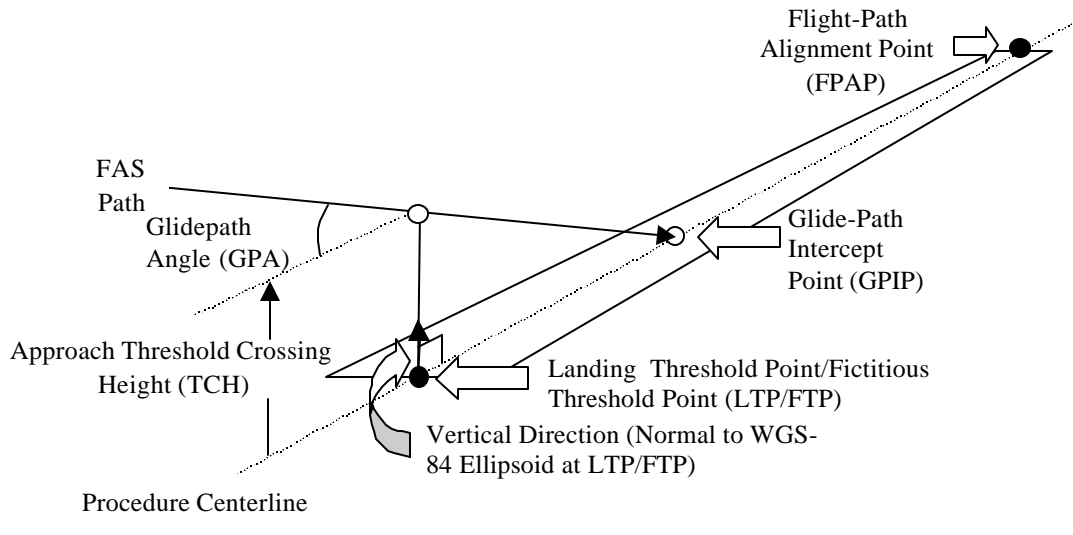 Flight-Path
Alignment Point
(FPAP)
FAS
Path
Glidepath
Angle (GPA)
Glide-Path
Intercept
Point (GPIP)
Approach Threshold Crossing
Height (TCH)
Landing Threshold Point/Fictitious
Threshold Point (LTP/FTP)
Vertical Direction (Normal to WGS-
84 Ellipsoid at LTP/FTP)
Procedure Centerline